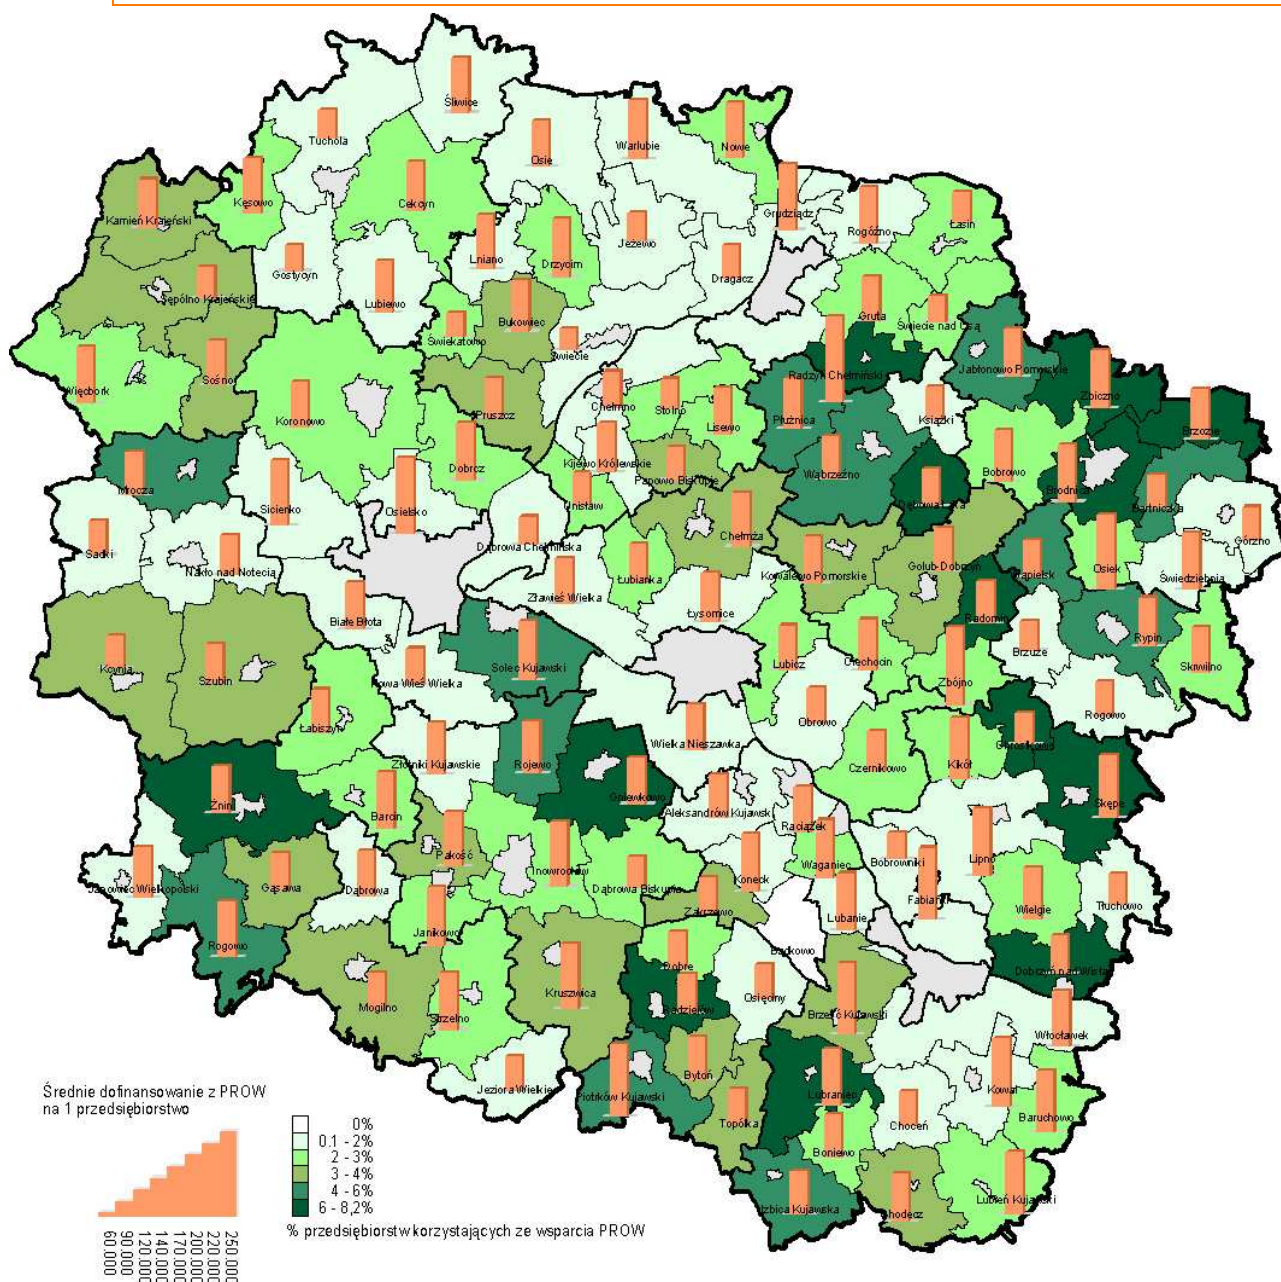 Śliwice
Tuchola
Osie
Warlubie
Nowe
Kęsowo
Cekcyn
Kamień Krajeński
Grudziądz
Rogóźno
Łasin
Lniano
Drzycim
Jeżewo
Dragacz
Gostycyn
Lubiewo
Sępólno Krajeńskie
Bukowiec
Gruta
Świecie nad Osą
Świekatowo
Świecie
Więcbork
Sośno
Radzyń Chełmiński
Jabłonowo Pomorskie
Zbiczno
Koronowo
Pruszcz
Chełmno
Stolno
Lisewo
Płużnica
Książki
Brzozie
Dobrcz
Kijewo Królewskie
Papowo Biskupie
Wąbrzeźno
Bobrowo
Brodnica
Mrocza
Sicienko
Osielsko
Unisław
Dębowa Łąka
Bartniczka
Dąbrowa Chełmińska
Chełmża
Górzno
Sadki
Nakło nad Notecią
Łubianka
Kowalewo Pomorskie
Golub-Dobrzyń
Wąpielsk
Osiek
Świedziebnia
Zławieś Wielka
Łysomice
Radomin
Białe Błota
Rypin
Brzuze
Skrwilno
Kcynia
Szubin
Nowa Wieś Wielka
Solec Kujawski
Lubicz
Ciechocin
Zbójno
Rogowo
Łabiszyn
Obrowo
Wielka Nieszawka
Chrostkowo
Złotniki Kujawskie
Rojewo
Czernikowo
Kikół
Żnin
Barcin
Gniewkowo
Aleksandrów Kujawsk
Raciążek
Skępe
Pakość
Waganiec
Bobrowniki
Lipno
Janowiec Wielkopolski
Gąsawa
Dąbrowa
Inowrocław
Dąbrowa Biskupia
Koneck
Zakrzewo
Lubanie
Fabianki
Wielgie
Tłuchowo
Rogowo
Janikowo
Bądkowo
Dobre
Dobrzyń nad Wisłą
Mogilno
Strzelno
Kruszwica
Radziejów
Osięciny
Brześć Kujawski
Włocławek
Jeziora Wielkie
Piotrków Kujawski
Bytoń
Topólka
Lubraniec
Choceń
Kowal
Baruchowo
Boniewo
Izbica Kujawska
Chodecz
Lubień Kujawski
Średnie dofinansowanie z PROW
na 1 przedsiębiorstwo
60.000
90.000
120.000
140.000
170.000
200.000
220.000
250.000
0%
0,1 - 2%
2 - 3%
3 - 4%
4 - 6%
6 - 8,2%
% przedsiębiorstw korzystających ze wsparcia PROW